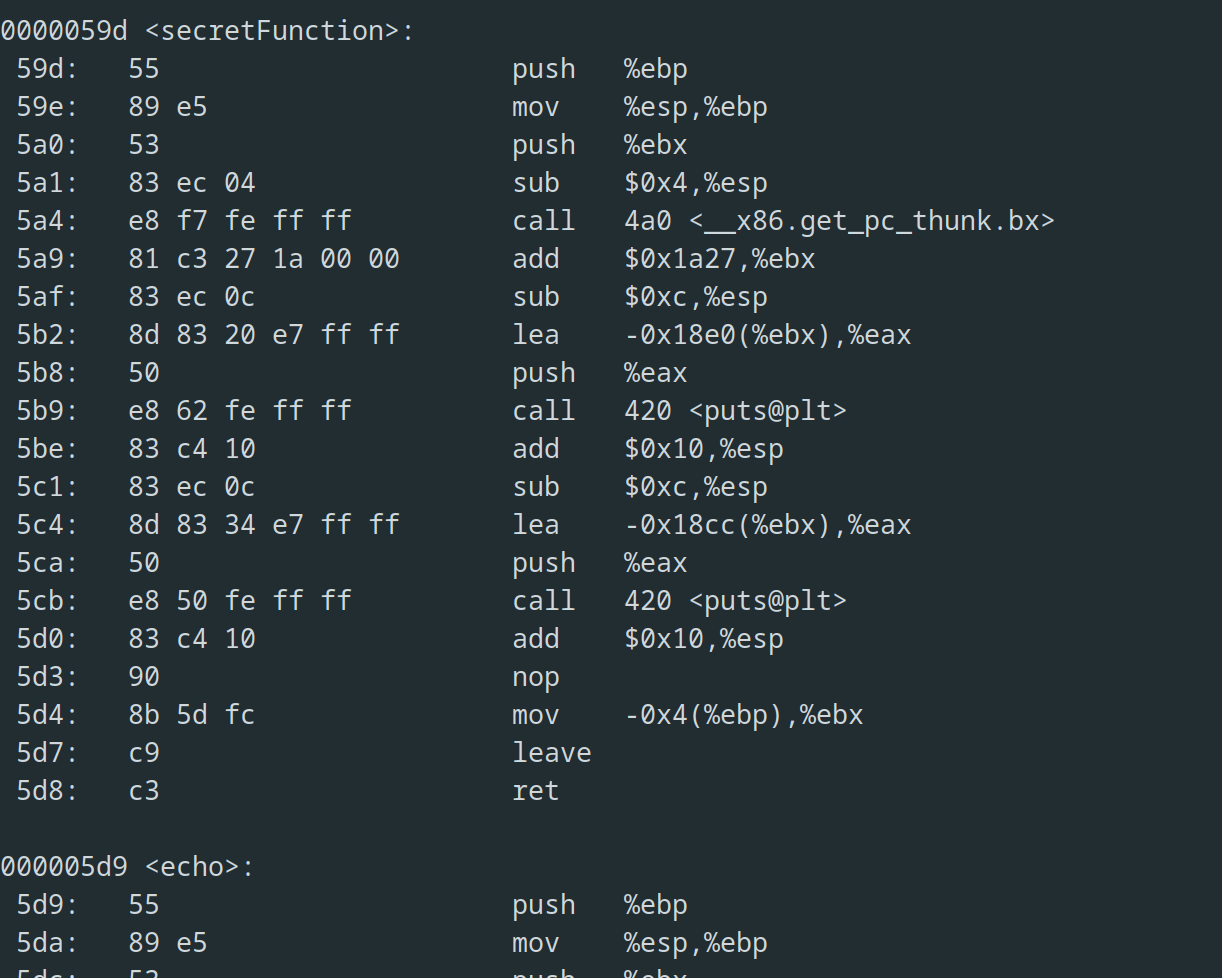 0000059d <secretFunction>:
 59d:   55                      push   %ebp
 59e:   89 e5                   mov    %esp,%ebp
 5a0:   53                      push   %ebx
 5a1:   83 ec 04                sub    $0x4,%esp
 5a4:   e8 f7 fe ff ff          call   4a0 <__x86.get_pc_thunk.bx>
 5a9:   81 c3 27 1a 00 00       add    $0x1a27,%ebx
 5af:   83 ec 0c                sub    $0xc,%esp
 5b2:   8d 83 20 e7 ff ff       lea    -0x18e0(%ebx),%eax
 5b8:   50                      push   %eax
 5b9:   e8 62 fe ff ff          call   420 <puts@plt>
 5be:   83 c4 10                add    $0x10,%esp
 5c1:   83 ec 0c                sub    $0xc,%esp
 5c4:   8d 83 34 e7 ff ff       lea    -0x18cc(%ebx),%eax
 5ca:   50                      push   %eax
 5cb:   e8 50 fe ff ff          call   420 <puts@plt>
 5d0:   83 c4 10                add    $0x10,%esp
 5d3:   90                      nop
 5d4:   8b 5d fc                mov    -0x4(%ebp),%ebx
 5d7:   c9                      leave
 5d8:   c3                      ret

000005d9 <echo>:
 5d9:   55                      push   %ebp
 5da:   89 e5                   mov    %esp,%ebp
 5dc:   53                      push   %ebx